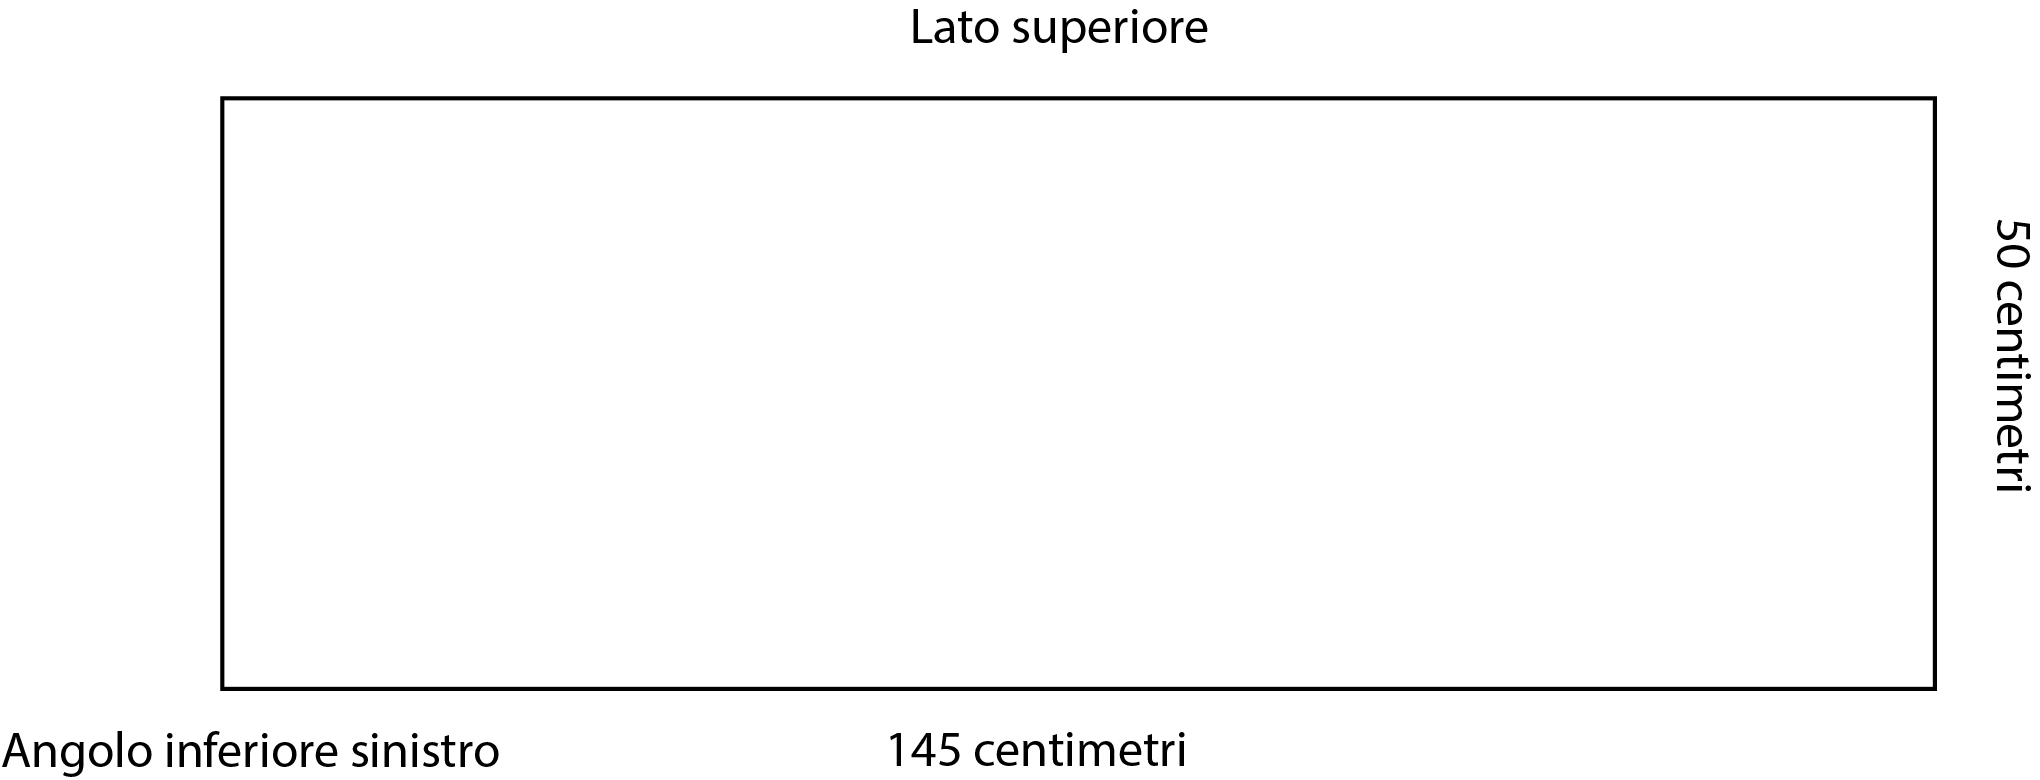 Lato superiore
50 centimetri
Angolo inferiore sinistro
145 centimetri